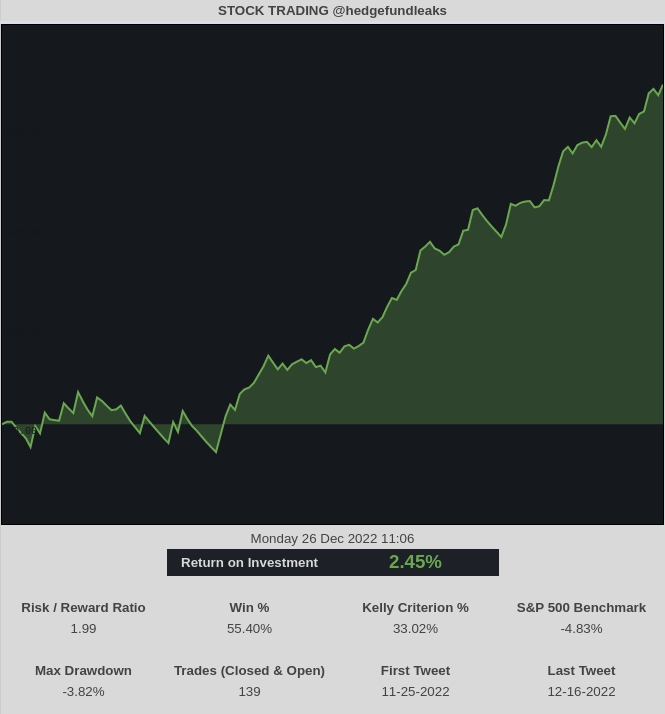 STOCK TRADING @hedgefundleaks
Monday 26 Dec 2022 11:06
Return on Investment 2.45%
Risk / Reward Ratio Win % Kelly Criterion % S&P 500 Benchmark
1.99 55.40% 33.02% -4.83%
Max Drawdown Trades (Closed & Open) First Tweet Last Tweet
-3.82% 139 11-25-2022 12-16-2022